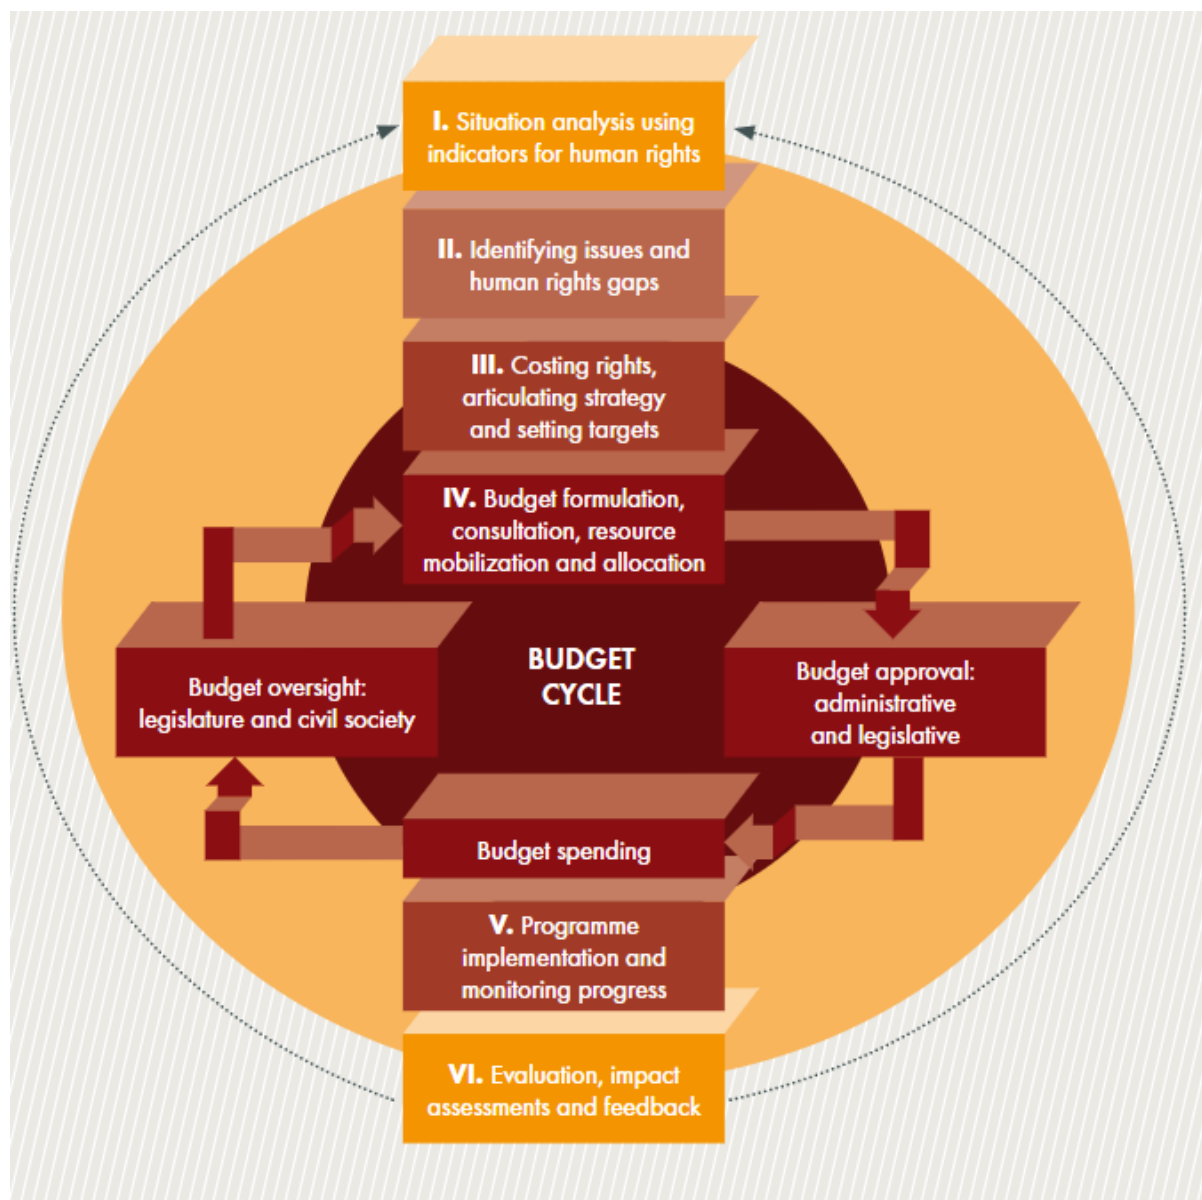 I. Situation analysis using
indicators for human rights
II. Identifying issues and
human rights gaps
III. Costing rights,
articulating strategy
and setting targets
IV. Budget formulation,
consultation, resource
mobilization and allocation
BUDGET
CYCLE
Budget oversight:
legislature and civil society
Budget approval:
administrative
and legislative
Budget spending
V. Programme
implementation and
monitoring progress
VI. Evaluation, impact
assessments and feedback